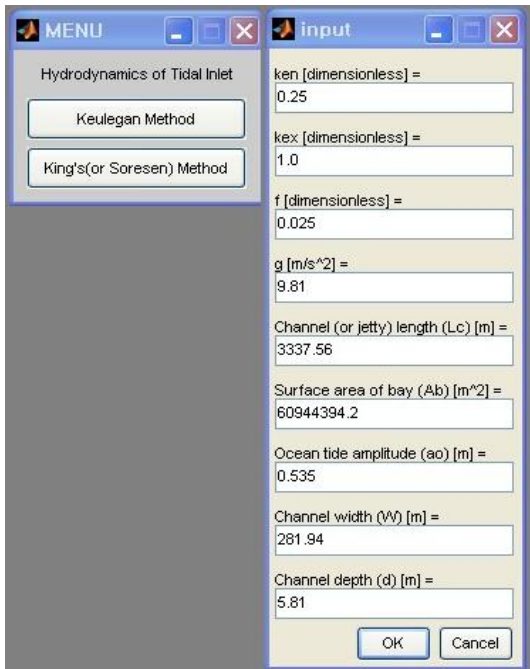 MENU
Hydrodynamics of Tidal Inlet
Keulegan Method
King's(or Soresen) Method
input
ken [dimensionless] =
0.25
kex [dimensionless] =
1.0
f [dimensionless] =
0.025
g [m/s^2] =
9.81
Channel (or jetty) length (Lc) [m] =
3337.56
Surface area of bay (Ab) [m^2] =
60944394.2
Ocean tide amplitude (ao) [m] =
0.535
Channel width (W) [m] =
281.94
Channel depth (d) [m] =
5.81
OK Cancel